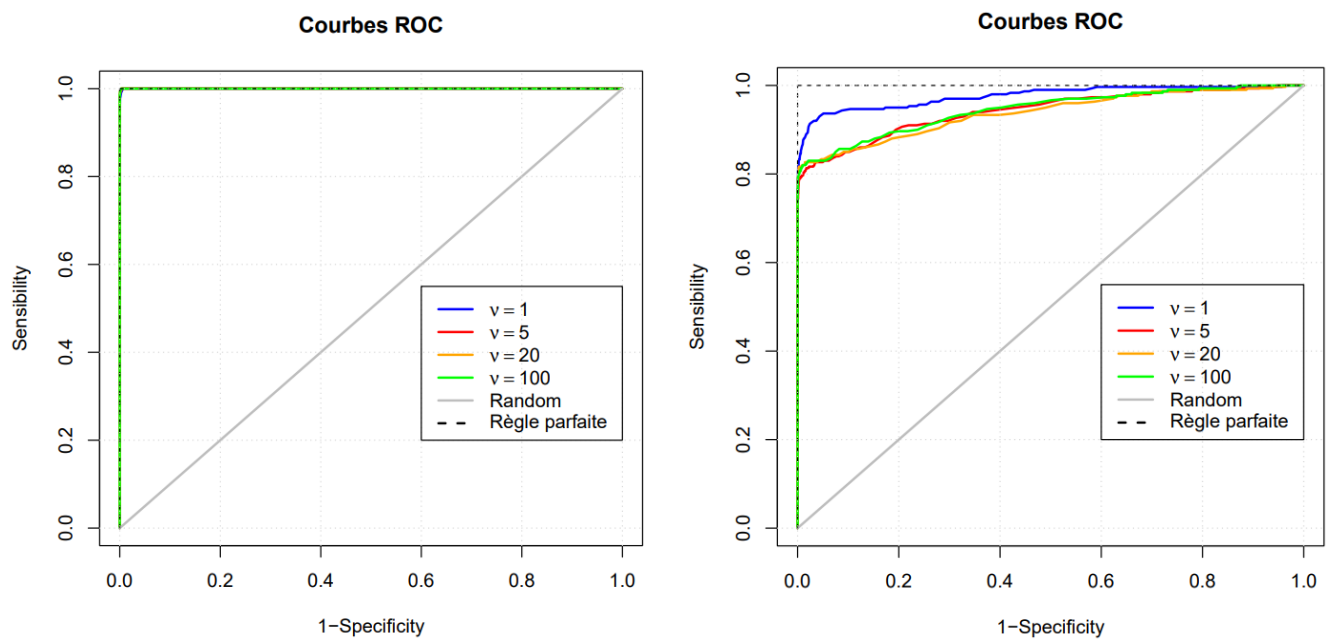 Courbes ROC
1.0
0.8
0.6
0.4
0.2
0.0
Sensibility
ν = 1
ν = 5
ν = 20
ν = 100
Random
Règle parfaite
0.0 0.2 0.4 0.6 0.8 1.0
1−Specificity
Courbes ROC
1.0
0.8
0.6
0.4
0.2
0.0
Sensibility
ν = 1
ν = 5
ν = 20
ν = 100
Random
Règle parfaite
0.0 0.2 0.4 0.6 0.8 1.0
1−Specificity